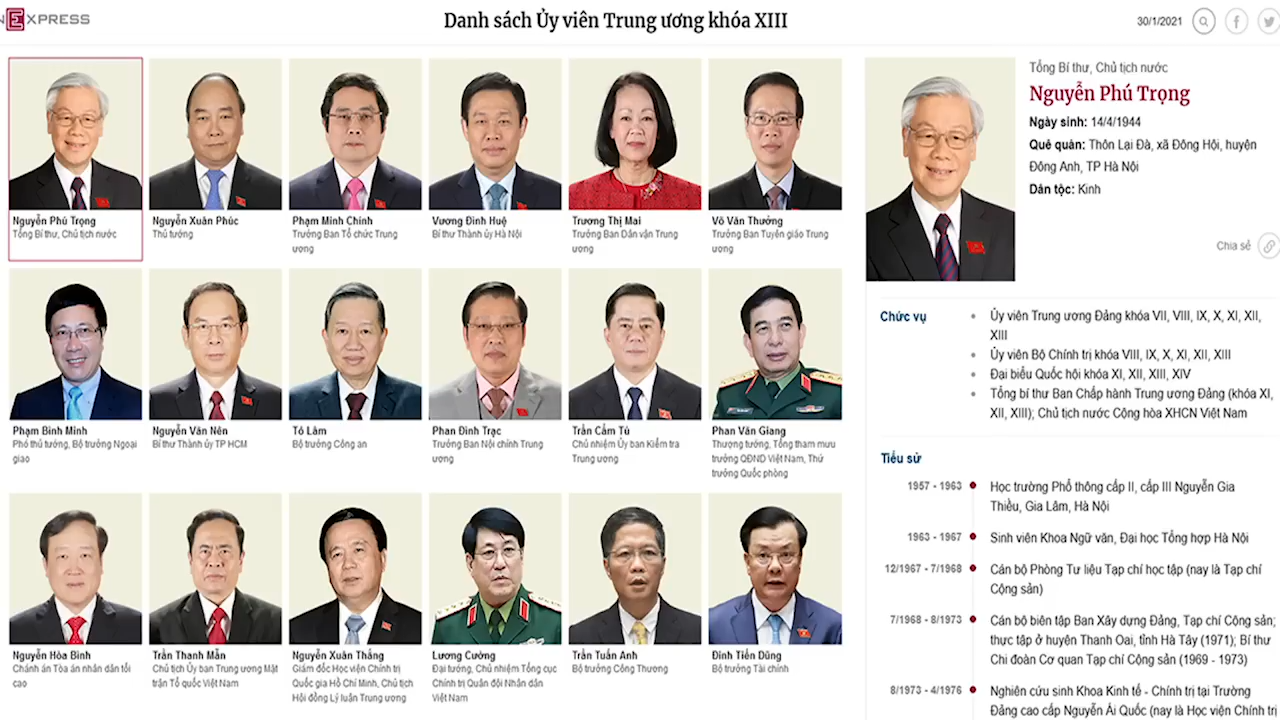 EXPRESS
Danh sách Ủy viên Trung ương khóa XIII
30/1/2021
Nguyễn Phú Trọng
Tổng Bí thư, Chủ tịch nước
Nguyễn Xuân Phúc
Thủ tướng
Phạm Minh Chính
Trưởng Ban Tổ chức Trung
ương
Vương Đình Huệ
Bí thư Thành ủy Hà Nội
Trương Thị Mai
Trưởng Ban Dân vận Trung
ương
Võ Văn Thưởng
Trưởng Ban Tuyên giáo Trung
ương
Phạm Bình Minh
Phó thủ tướng, Bộ trưởng Ngoại
giao
Nguyễn Văn Nên
Bí thư Thành ủy TP HCM
Tô Lâm
Bộ trưởng Công an
Phan Đình Trạc
Trưởng Ban Nội chính Trung
ương
Trần Cẩm Tú
Chủ nhiệm Ủy ban Kiểm tra
Trung ương
Phan Văn Giang
Thượng tướng, Tổng tham mưu
trưởng QĐND Việt Nam, Thứ
trưởng Quốc phòng
Nguyễn Hòa Bình
Chánh án Tòa án nhân dân tối
cao
Trần Thanh Mẫn
Chủ tịch Ủy ban Trung ương Mặt
trận Tổ quốc Việt Nam
Nguyễn Xuân Thắng
Giám đốc Học viện Chính trị
Quốc gia Hồ Chí Minh, Chủ tịch
Hội đồng Lý luận Trung ương
Lương Cường
Đại tướng, Chủ nhiệm Tổng cục
Chính trị Quân đội Nhân dân
Việt Nam
Trần Tuấn Anh
Bộ trưởng Công Thương
Đinh Tiến Dũng
Bộ trưởng Tài chính
Tổng Bí thư, Chủ tịch nước
Nguyễn Phú Trọng
Ngày sinh: 14/4/1944
Quê quán: Thôn Lại Đà, xã Đông Hội, huyện
Đông Anh, TP Hà Nội
Dân tộc: Kinh
Chia sẻ
Chức vụ
Ủy viên Trung ương Đảng khóa VII, VIII, IX, X, XI, XII,
XIII
Ủy viên Bộ Chính trị khóa VIII, IX, X, XI, XII, XIII
Đại biểu Quốc hội khóa XI, XII, XIII, XIV
Tổng bí thư Ban Chấp hành Trung ương Đảng (khóa XI,
XII, XIII); Chủ tịch nước Cộng hòa XHCN Việt Nam
Tiểu sử
1957 - 1963
Học trường Phổ thông cấp II, cấp III Nguyễn Gia
Thiều, Gia Lâm, Hà Nội
1963 - 1967
Sinh viên Khoa Ngữ văn, Đại học Tổng hợp Hà Nội
12/1967 - 7/1968
Cán bộ Phòng Tư liệu Tạp chí học tập (nay là Tạp chí
Cộng sản)
7/1968 - 8/1973
Cán bộ biên tập Ban Xây dựng Đảng, Tạp chí Cộng sản;
thực tập ở huyện Thanh Oai, tỉnh Hà Tây (1971); Bí thư
Chi đoàn Cơ quan Tạp chí Cộng sản (1969 - 1973)
8/1973 - 4/1976
Nghiên cứu sinh Khoa Kinh tế - Chính trị tại Trường
Đảng cao cấp Nguyễn Ái Quốc (nay là Học viện Chính trị